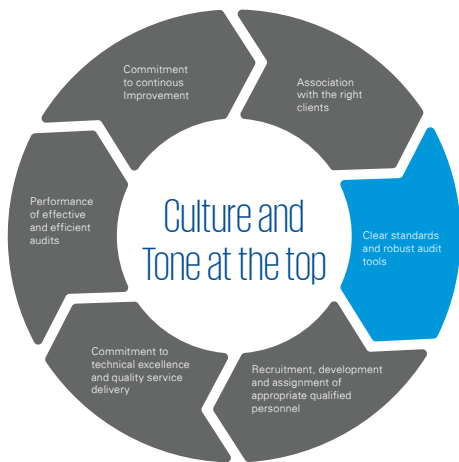 Commitment
to continous
Improvement
Association
with the right
clients
Performance
of effective
and efficient
audits
Culture and
Tone at the top
Clear standards
and robust audit
tools
Commitment to
technical excellence
and quality service
delivery
Recruitment, development
and assignment of
appropriate qualified
personnel